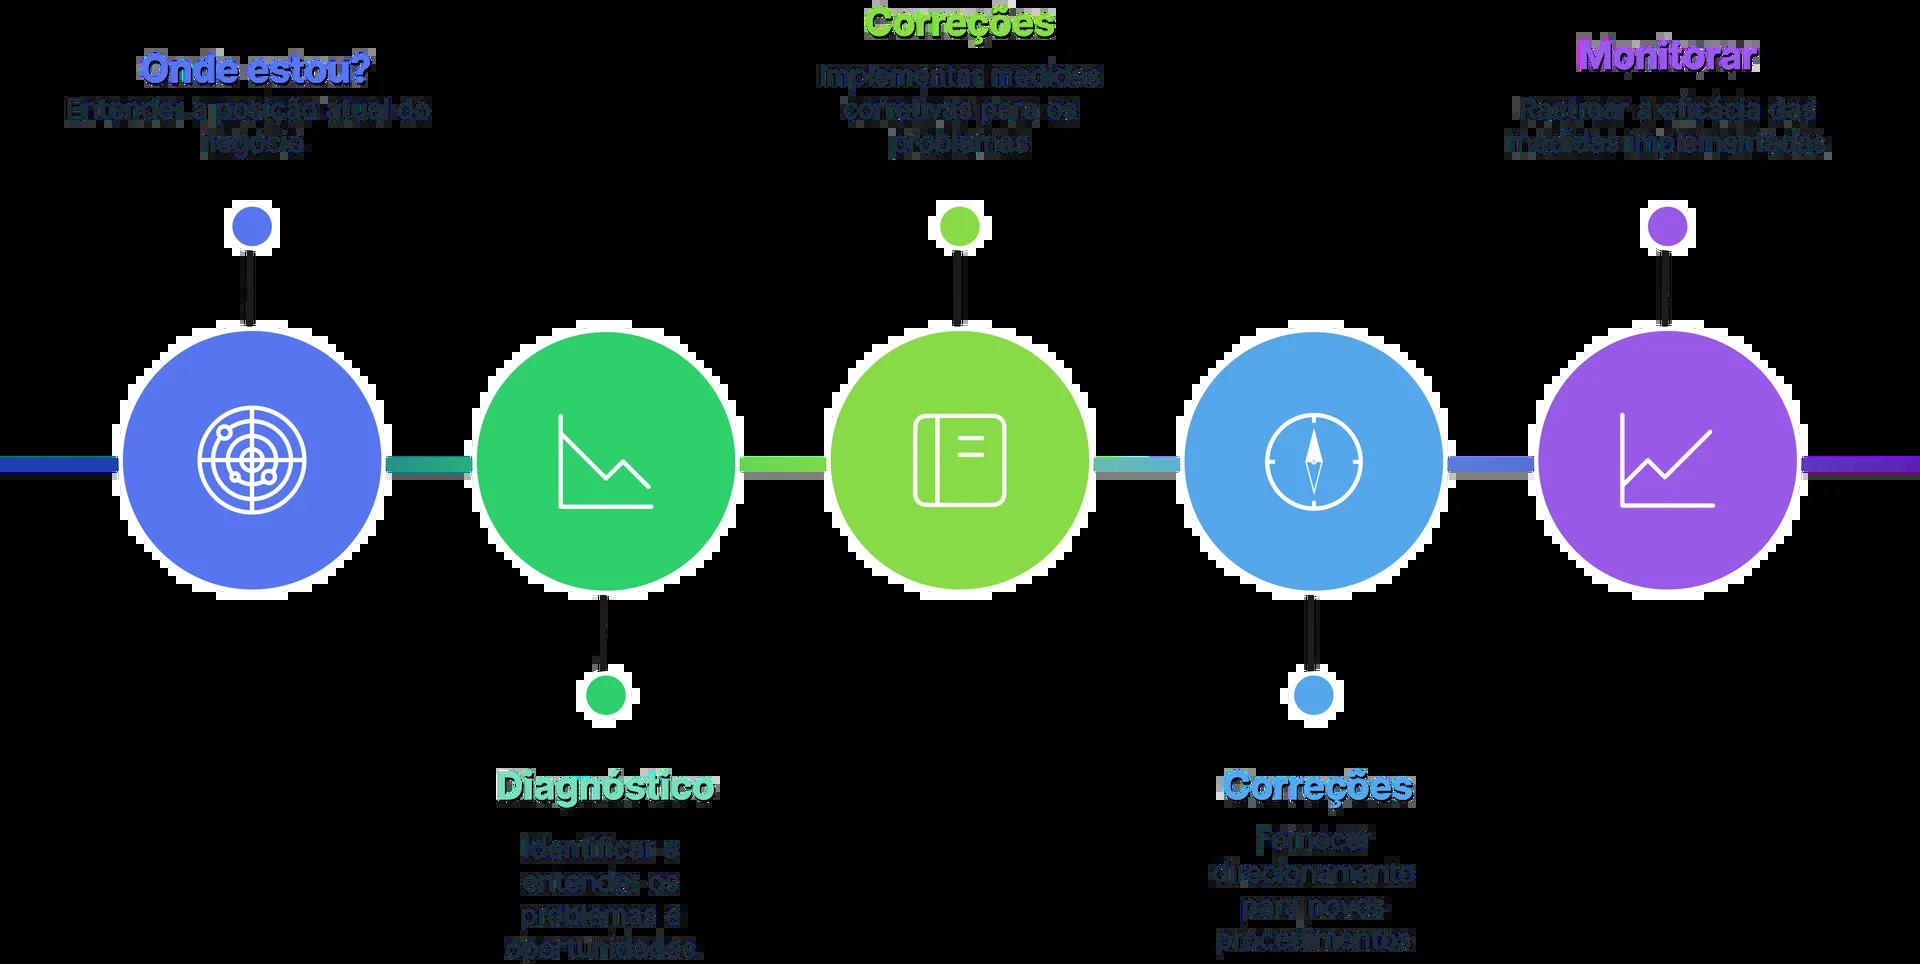 Onde estou?
Entender a posição atual do
negócio
Diagnóstico
Identificar e
entender os
problemas e
oportunidades.
Correções
Implementar medidas
corretivas para os
problemas
Correções
Fornecer
direcionamento
para novos
procedimentos
Monitorar
Rastrear a eficácia das
medidas implementadas.